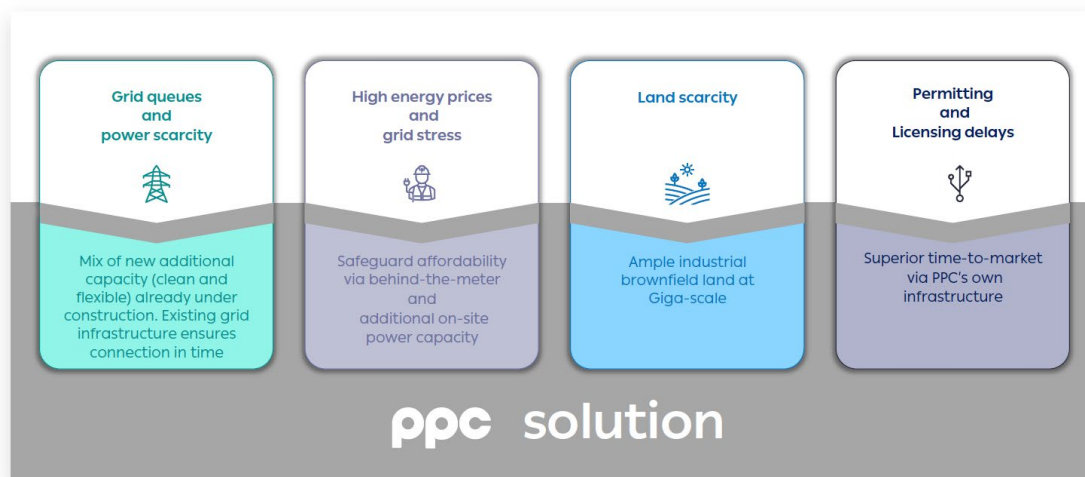 Grid queues
and
power scarcity
Mix of new additional
capacity (clean and
flexible) already under
construction. Existing grid
infrastructure ensures
connection in time
High energy prices
and
grid stress
Safeguard affordability
via behind-the-meter
and
additional on-site
power capacity
Land scarcity
Ample industrial
brownfield land at
Giga-scale
Permitting
and
Licensing delays
Superior time-to-market
via PPC's own
infrastructure
ppc solution